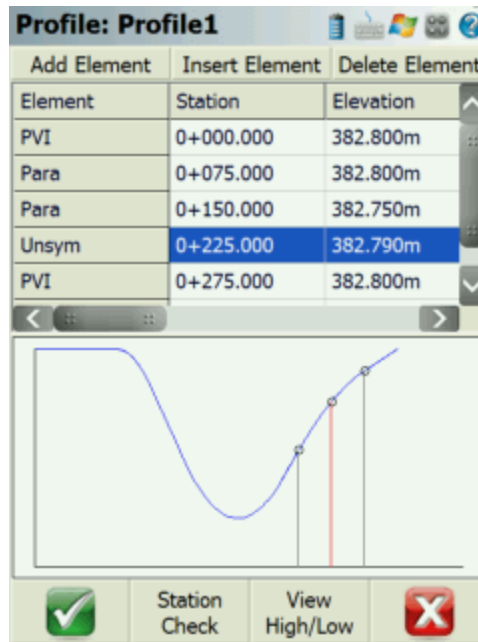 Profile: Profile1
Add Element Insert Element Delete Element
Element Station Elevation
PVI 0+000.000 382.800m
Para 0+075.000 382.800m
Para 0+150.000 382.750m
Unsym 0+225.000 382.790m
PVI 0+275.000 382.800m
Station Check
View High/Low